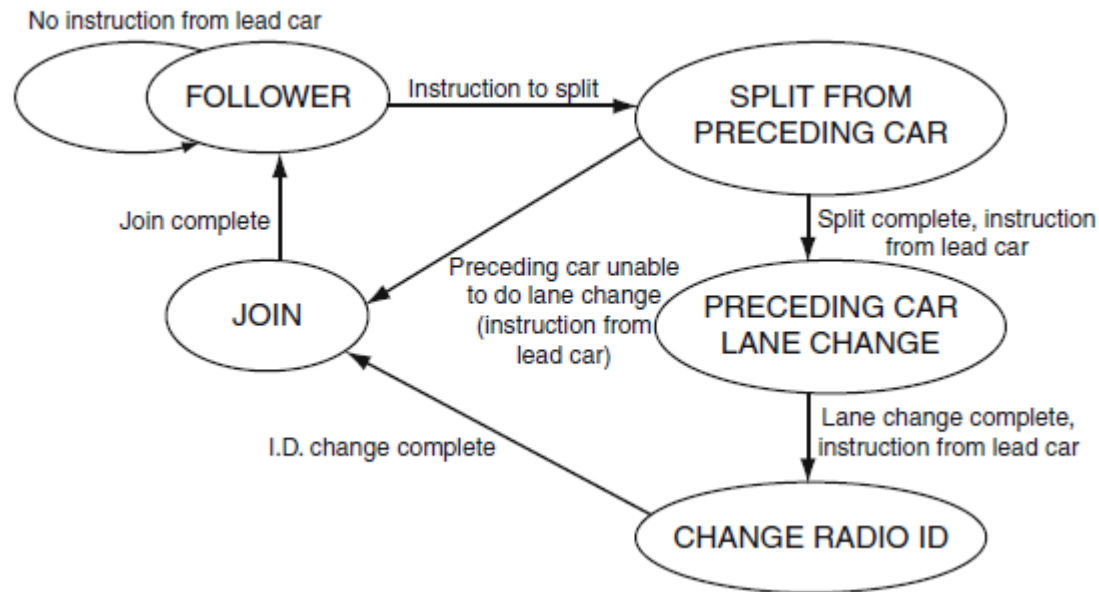 No instruction from lead car
FOLLOWER
Instruction to split
SPLIT FROM
PRECEDING CAR
Join complete
Split complete, instruction
from lead car
JOIN
Preceding car unable
to do lane change
(instruction from
lead car)
PRECEDING CAR
LANE CHANGE
I.D. change complete
Lane change complete,
instruction from lead car
CHANGE RADIO ID